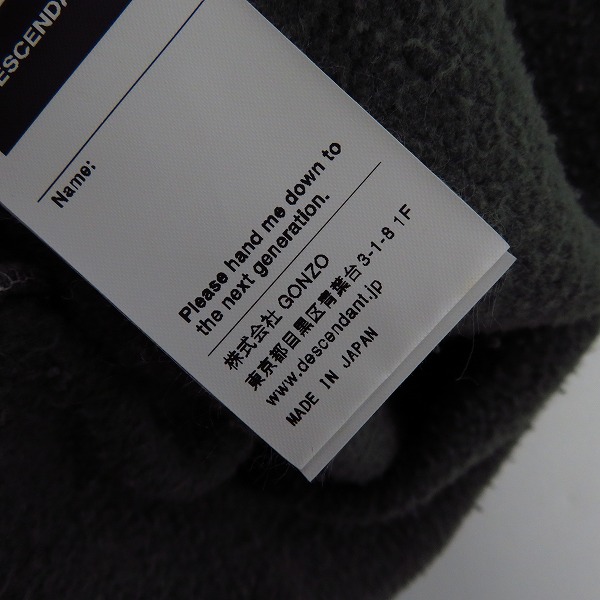 DESCENDA
Name:
Please hand me down to
the next generation.
株式会社 GONZO
東京都目黒区青葉台3-1-8 1F
www.descendant.jp
MADE IN JAPAN